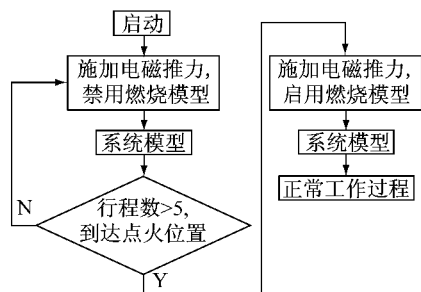 启动
施加电磁推力,
禁用燃烧模型
系统模型
行程数>5,
到达点火位置
N
Y
施加电磁推力,
启用燃烧模型
系统模型
正常工作过程